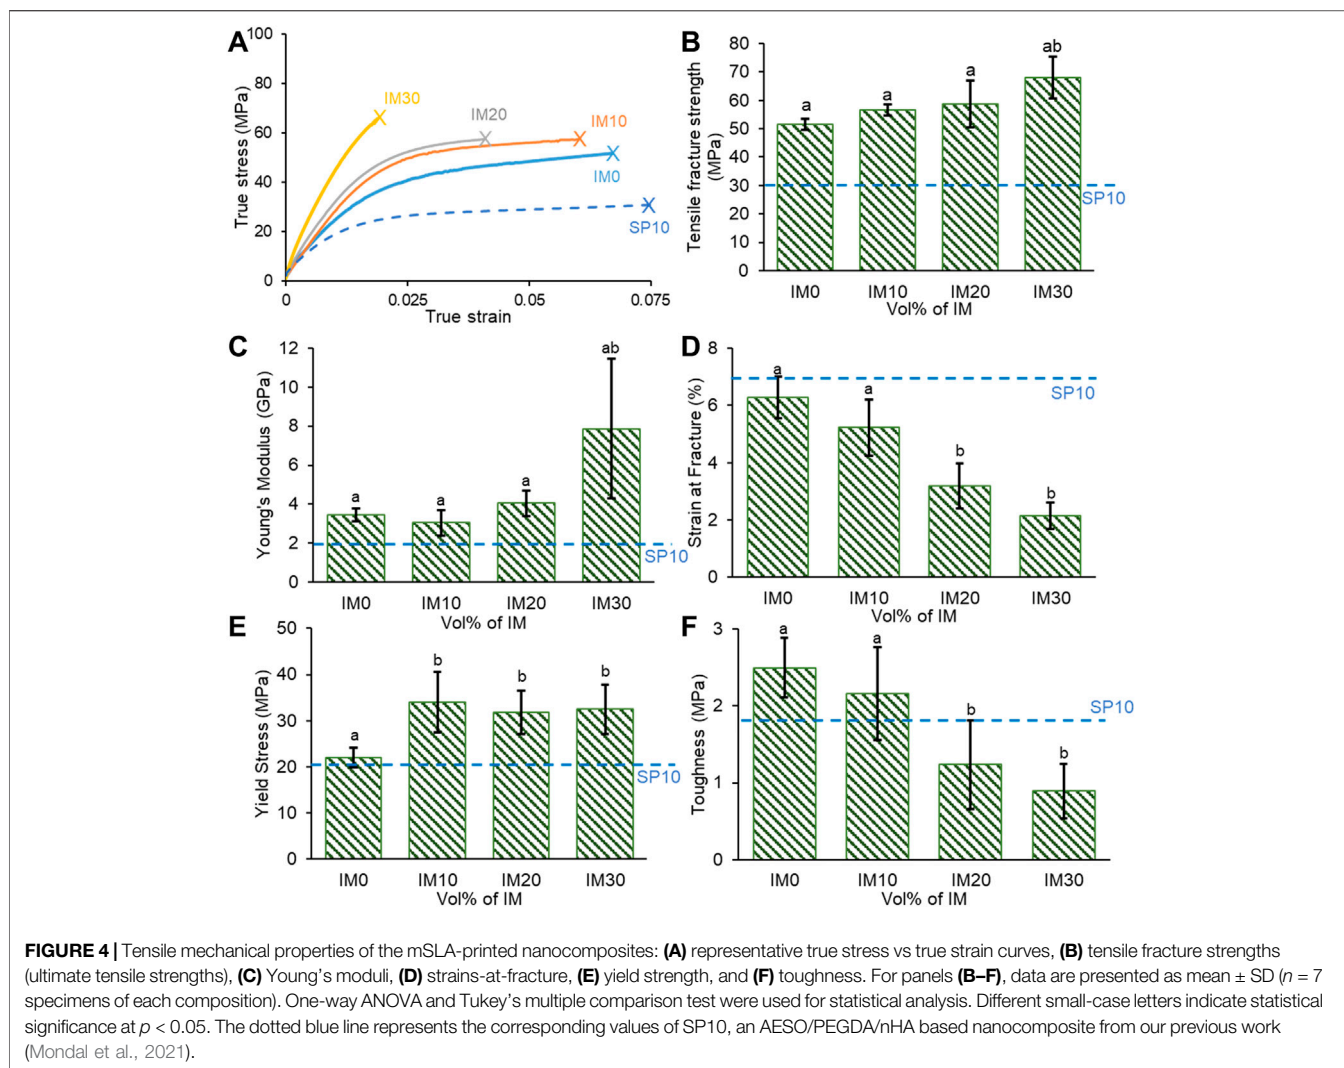 A
True stress (MPa)
100
80
60
40
20
0
IM30
IM20
IM10
IM0
SP10
0
0.025
0.05
0.075
True strain
B
Tensile fracture strength
(MPa)
80
70
60
50
40
30
20
10
0
a
a
a
ab
SP10
IM0
IM10
IM20
IM30
Vol% of IM
C
Young's Modulus (GPa)
12
10
8
6
4
2
0
a
a
a
ab
SP10
IM0
IM10
IM20
IM30
Vol% of IM
D
Strain at Fracture (%)
8
6
4
2
0
a
a
b
b
SP10
IM0
IM10
IM20
IM30
Vol% of IM
E
Yield Stress (MPa)
50
40
30
20
10
0
a
b
b
b
SP10
IM0
IM10
IM20
IM30
Vol% of IM
F
Toughness (MPa)
3
2
1
0
a
a
b
b
SP10
IM0
IM10
IM20
IM30
Vol% of IM
FIGURE 4 | Tensile mechanical properties of the mSLA-printed nanocomposites: (A) representative true stress vs true strain curves, (B) tensile fracture strengths
(ultimate tensile strengths), (C) Young's moduli, (D) strains-at-fracture, (E) yield strength, and (F) toughness. For panels (B–F), data are presented as mean ± SD (n = 7
specimens of each composition). One-way ANOVA and Tukey's multiple comparison test were used for statistical analysis. Different small-case letters indicate statistical
significance at p < 0.05. The dotted blue line represents the corresponding values of SP10, an AESO/PEGDA/nHA based nanocomposite from our previous work
(Mondal et al., 2021).